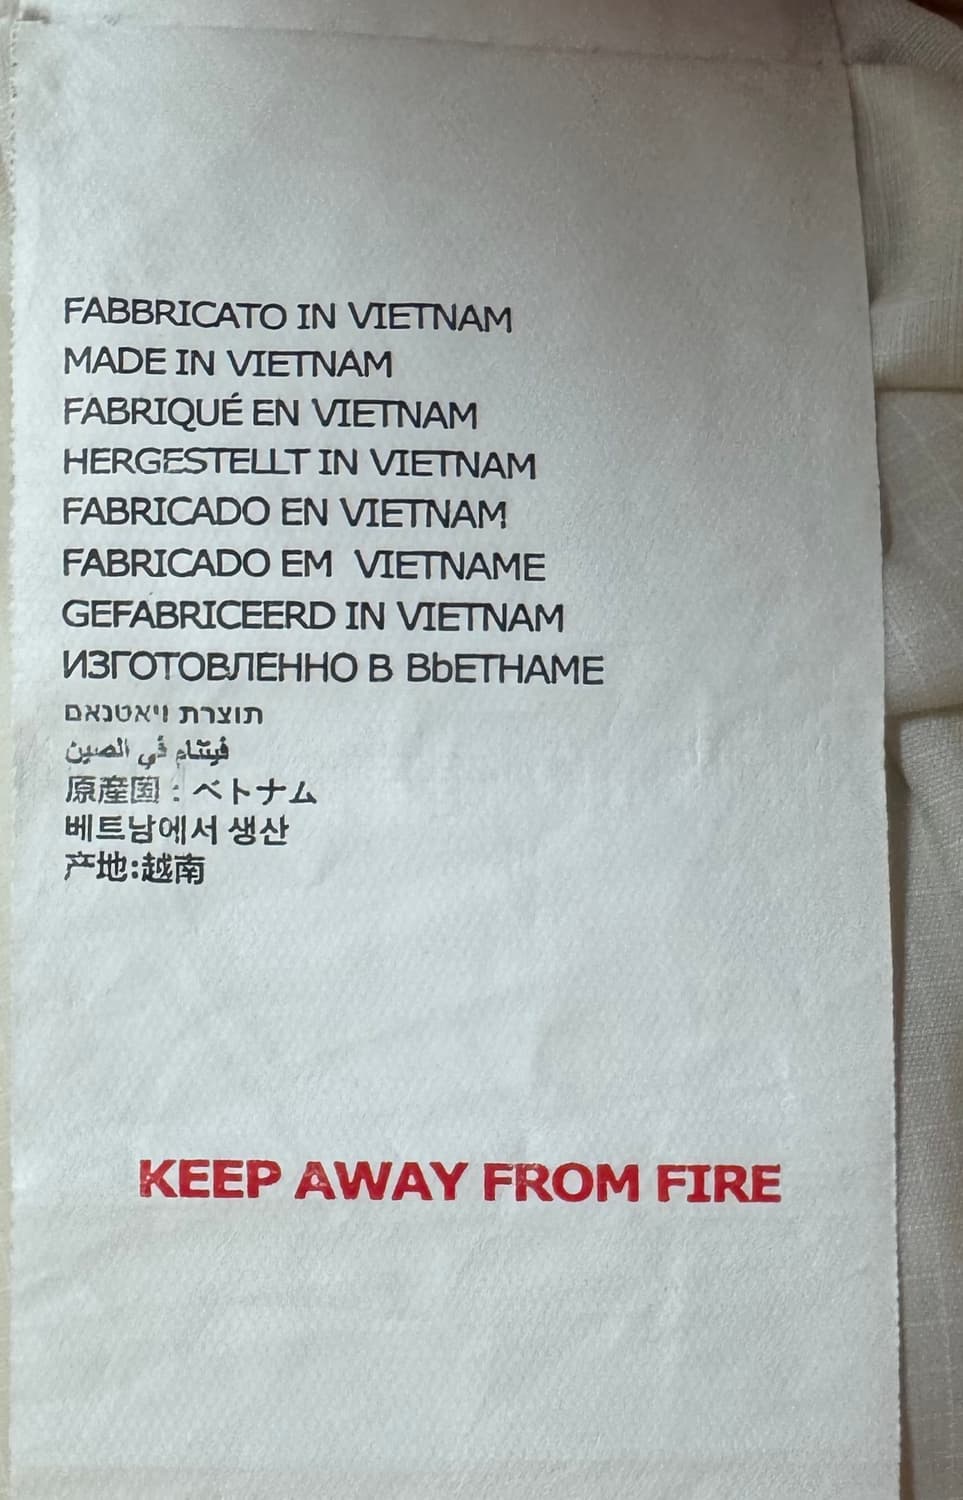 FABBRICATO IN VIETNAM
MADE IN VIETNAM
FABRIQUÉ EN VIETNAM
HERGESTELLT IN VIETNAM
FABRICADO EN VIETNAM
FABRICADO EM VIETNAME
GEFABRICEERD IN VIETNAM
ИЗГОТОВЛЕННО В ВЬЕТНАМЕ
תוצרת ויאטנאם
فيتنام في الصين
原産国：ベトナム
베트남에서 생산
产地:越南
KEEP AWAY FROM FIRE